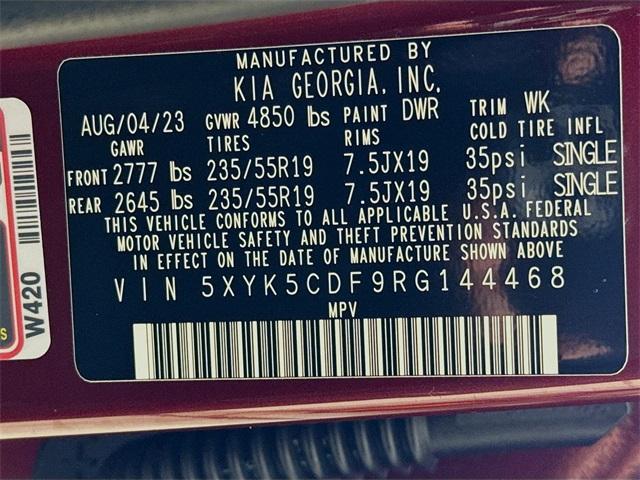 MANUFACTURED BY
KIA GEORGIA, INC.
AUG/04/23 GVWR 4850 lbs PAINT DWR TRIM WK
GAWR TIRES RIMS COLD TIRE INFL
FRONT 2777 lbs 235/55R19 7.5JX19 35psi SINGLE
REAR 2645 lbs 235/55R19 7.5JX19 35psi SINGLE
THIS VEHICLE CONFORMS TO ALL APPLICABLE U.S.A. FEDERAL
MOTOR VEHICLE SAFETY AND THEFT PREVENTION STANDARDS
IN EFFECT ON THE DATE OF MANUFACTURE SHOWN ABOVE
VIN 5XYK5CDF9RG144468
MPV
W420